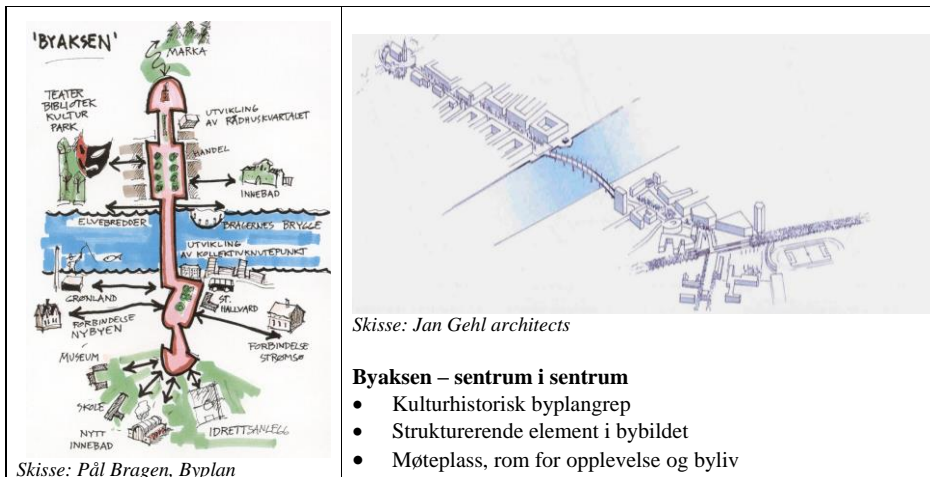 'BYAKSEN'
MARKA
TEATER
BIBLIOTEK
KULTUR
PARK
UTVIKLING
AV RÅDHUSKVARTALET
HANDEL
INNEBAD
ELVEBREDDER
BRAGERNES BRYGGE
UTVIKLING
AV KOLLEKTIVKNUTEPUNKT
GRØNLAND
ST.
HALLVARD
FORBINDELSE
NYBYEN
FORBINDELSE
STRØMSØ
MUSEUM
SKOLE
NYTT
INNEBAD
IDRETTSANLEGG
Skisse: Pål Bragen, Byplan
Skisse: Jan Gehl architects
Byaksen – sentrum i sentrum
• Kulturhistorisk byplangrep
• Strukturerende element i bybildet
• Møteplass, rom for opplevelse og byliv